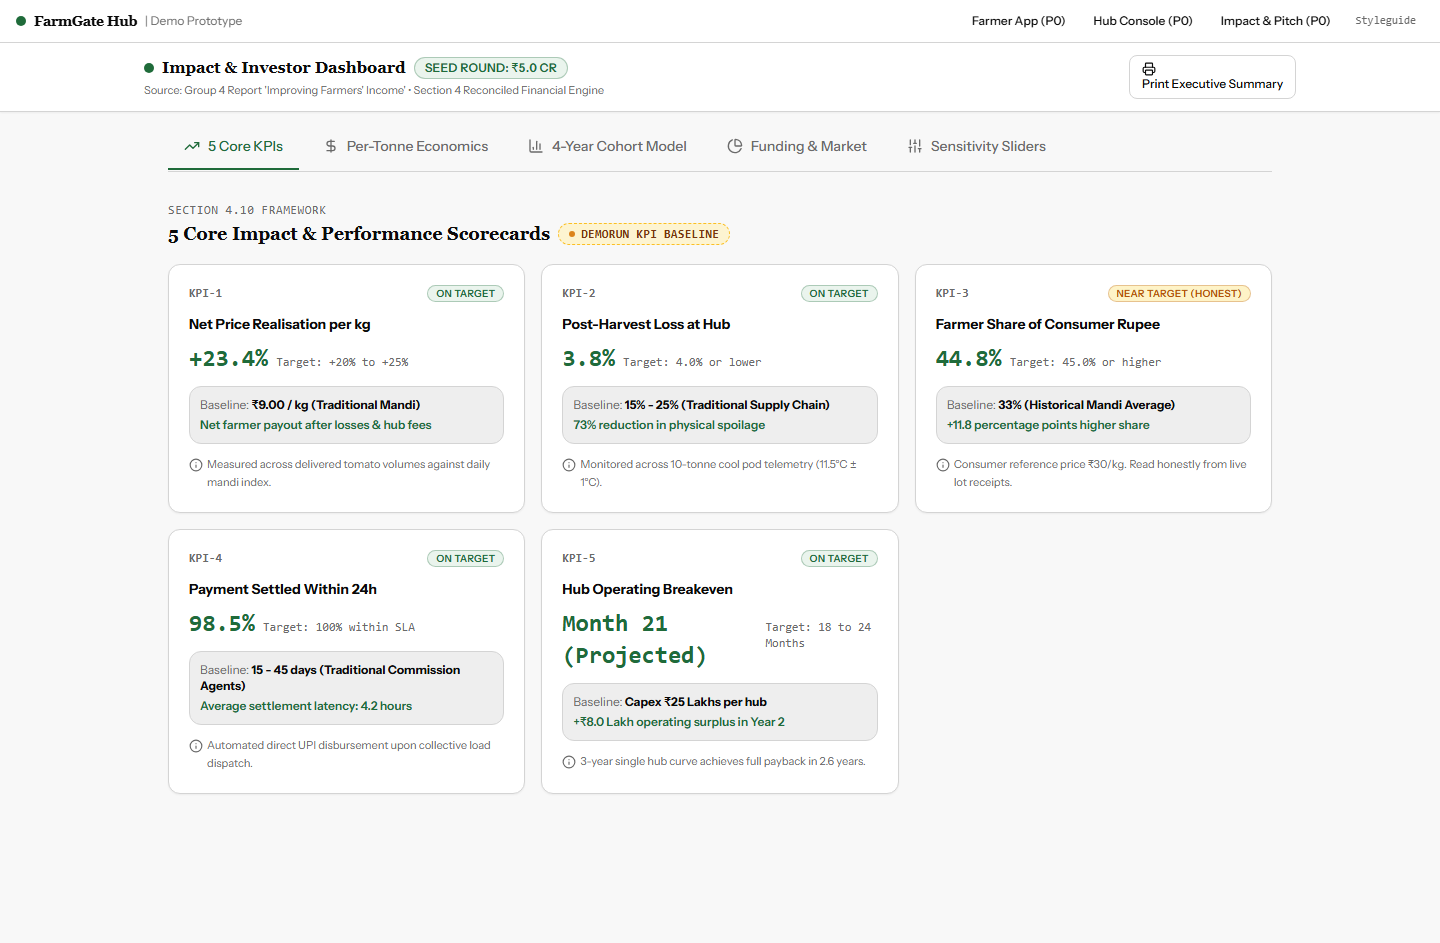 FarmGate Hub | Demo Prototype
Farmer App (P0) Hub Console (P0) Impact & Pitch (P0) Styleguide
Impact & Investor Dashboard SEED ROUND: ₹5.0 CR
Source: Group 4 Report 'Improving Farmers' Income' • Section 4 Reconciled Financial Engine
Print Executive Summary
5 Core KPIs Per-Tonne Economics 4-Year Cohort Model Funding & Market Sensitivity Sliders
SECTION 4.10 FRAMEWORK
5 Core Impact & Performance Scorecards DEMORUN KPI BASELINE
KPI-1 ON TARGET
Net Price Realisation per kg
+23.4% Target: +20% to +25%
Baseline: ₹9.00 / kg (Traditional Mandi)
Net farmer payout after losses & hub fees
Measured across delivered tomato volumes against daily
mandi index.
KPI-2 ON TARGET
Post-Harvest Loss at Hub
3.8% Target: 4.0% or lower
Baseline: 15% - 25% (Traditional Supply Chain)
73% reduction in physical spoilage
Monitored across 10-tonne cool pod telemetry (11.5°C ±
1°C).
KPI-3 NEAR TARGET (HONEST)
Farmer Share of Consumer Rupee
44.8% Target: 45.0% or higher
Baseline: 33% (Historical Mandi Average)
+11.8 percentage points higher share
Consumer reference price ₹30/kg. Read honestly from live
lot receipts.
KPI-4 ON TARGET
Payment Settled Within 24h
98.5% Target: 100% within SLA
Baseline: 15 - 45 days (Traditional Commission
Agents)
Average settlement latency: 4.2 hours
Automated direct UPI disbursement upon collective load
dispatch.
KPI-5 ON TARGET
Hub Operating Breakeven
Month 21
(Projected)
Target: 18 to 24
Months
Baseline: Capex ₹25 Lakhs per hub
+₹8.0 Lakh operating surplus in Year 2
3-year single hub curve achieves full payback in 2.6 years.